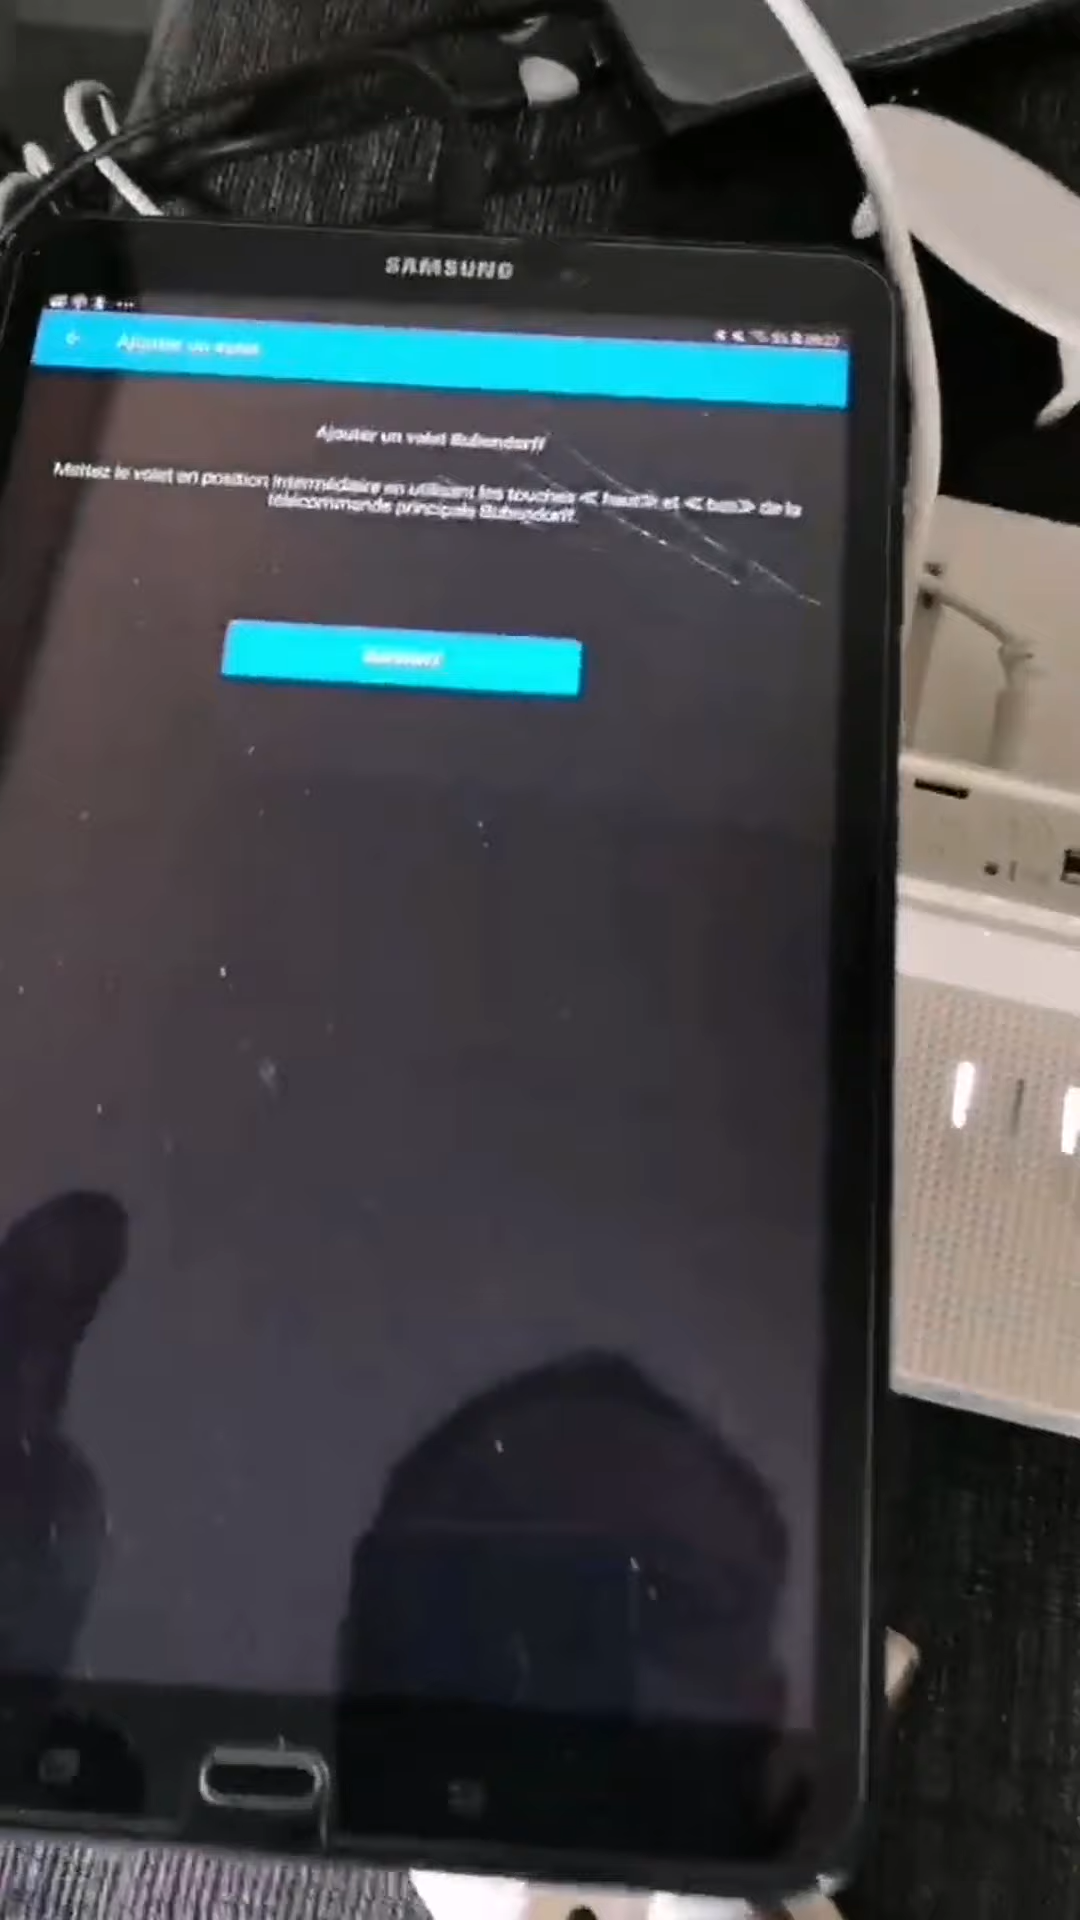 SAMSUNG
Ajouter un volet
Ajouter un volet Bubendorff
Mettez le volet en position intermédiaire en utilisant les touches ≪ haut≫ et ≪ bas≫ de la
télécommande principale Bubendorff.